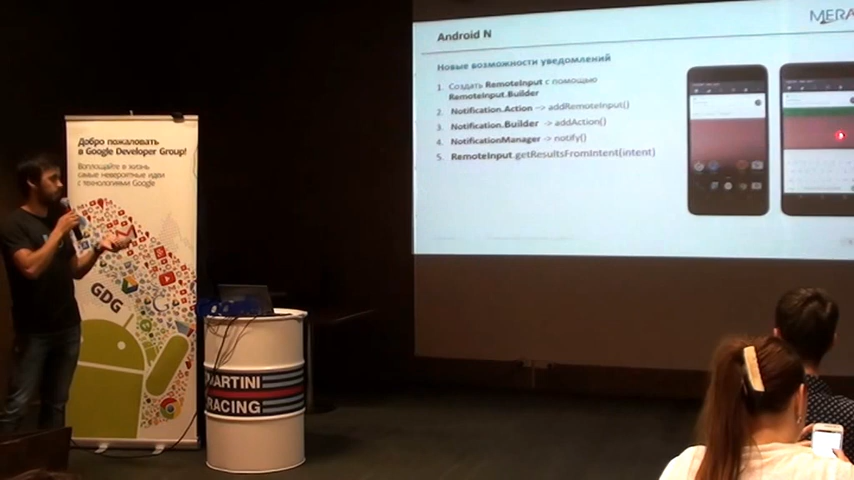 Android N
MERA
Новые возможности уведомлений
1. Создать RemoteInput с помощью
RemoteInput.Builder
2. Notification.Action –> addRemoteInput()
3. Notification.Builder –> addAction()
4. NotificationManager –> notify()
5. RemoteInput.getResultsFromIntent(intent)
Добро пожаловать
в Google Developer Group!
Воплощайте в жизнь
самые невероятные идеи
с технологиями Google
GDG
MARTINI
RACING